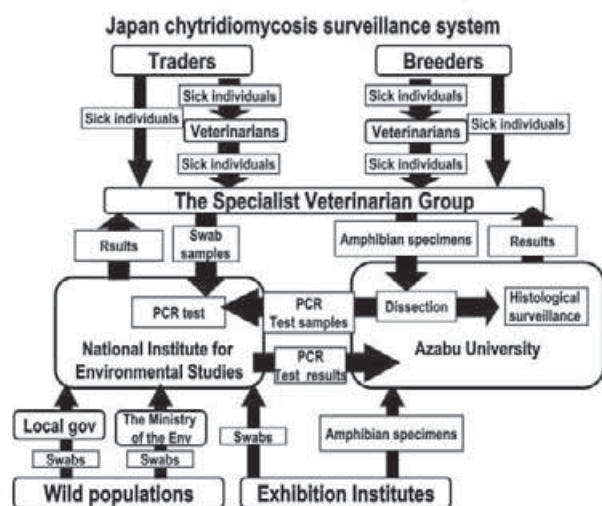 Japan chytridiomycosis surveillance system
Traders
Breeders
Sick individuals
Sick individuals
Sick individuals
Veterinarians
Veterinarians
Sick individuals
Sick individuals
Sick individuals
The Specialist Veterinarian Group
Rsults
Swab
samples
Amphibian specimens
Results
PCR test
PCR
Test samples
Dissection
Histological
surveillance
National Institute for
Environmental Studies
PCR
Test results
Azabu University
Local gov
The Ministry
of the Env
Swabs
Amphibian specimens
Swabs
Swabs
Wild populations
Exhibition Institutes